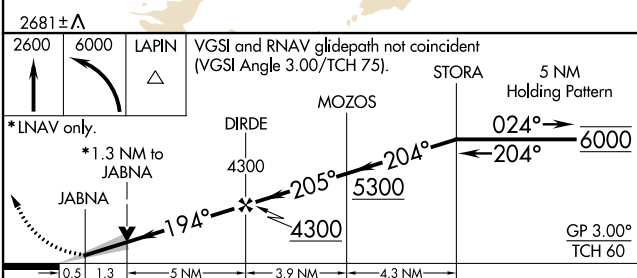 2681±
2600 6000 LAPIN
VGSI and RNAV glidepath not coincident
(VGSI Angle 3.00/TCH 75).
STORA
5 NM
Holding Pattern
MOZOS
*LNAV only.
DIRDE
024°
6000
204°
*1.3 NM to
JABNA
4300
204°
205°
5300
JABNA
194°
4300
GP 3.00°
TCH 60
0.5 1.3 5 NM 3.9 NM 4.3 NM